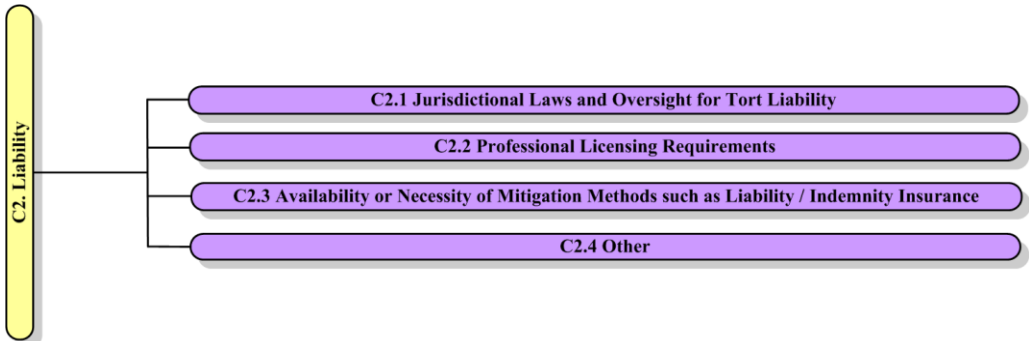 C2. Liability
C2.1 Jurisdictional Laws and Oversight for Tort Liability
C2.2 Professional Licensing Requirements
C2.3 Availability or Necessity of Mitigation Methods such as Liability / Indemnity Insurance
C2.4 Other